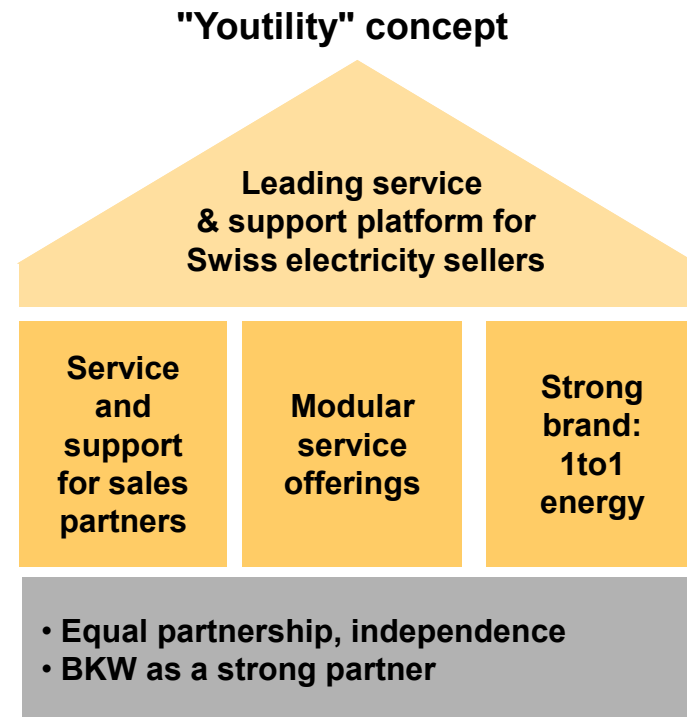 "Youtility" concept
Leading service
& support platform for
Swiss electricity sellers
Service
and
support
for sales
partners
Modular
service
offerings
Strong
brand:
1to1
energy
• Equal partnership, independence
• BKW as a strong partner